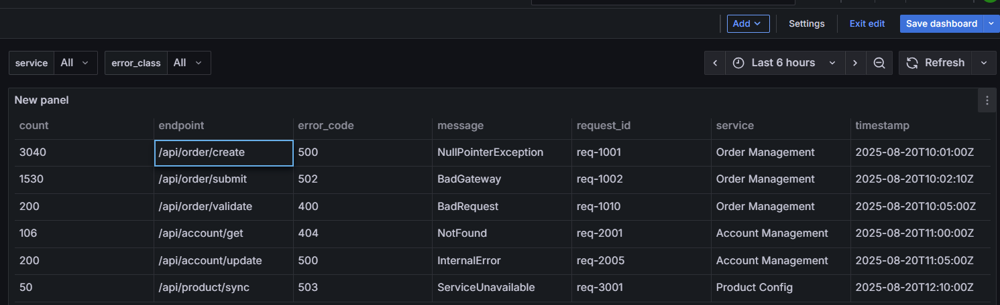 Add Settings Exit edit Save dashboard
service All error_class All Last 6 hours Refresh
New panel
count endpoint error_code message request_id service timestamp
3040 /api/order/create 500 NullPointerException req-1001 Order Management 2025-08-20T10:01:00Z
1530 /api/order/submit 502 BadGateway req-1002 Order Management 2025-08-20T10:02:10Z
200 /api/order/validate 400 BadRequest req-1010 Order Management 2025-08-20T10:05:00Z
106 /api/account/get 404 NotFound req-2001 Account Management 2025-08-20T11:00:00Z
200 /api/account/update 500 InternalError req-2005 Account Management 2025-08-20T11:05:00Z
50 /api/product/sync 503 ServiceUnavailable req-3001 Product Config 2025-08-20T12:10:00Z